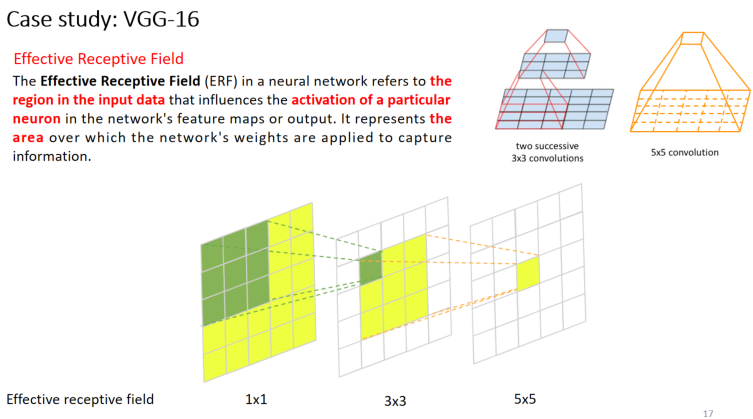 Case study: VGG-16
Effective Receptive Field
The Effective Receptive Field (ERF) in a neural network refers to the
region in the input data that influences the activation of a particular
neuron in the network's feature maps or output. It represents the
area over which the network's weights are applied to capture
information.
two successive
3x3 convolutions
5x5 convolution
Effective receptive field
1x1
3x3
5x5
17